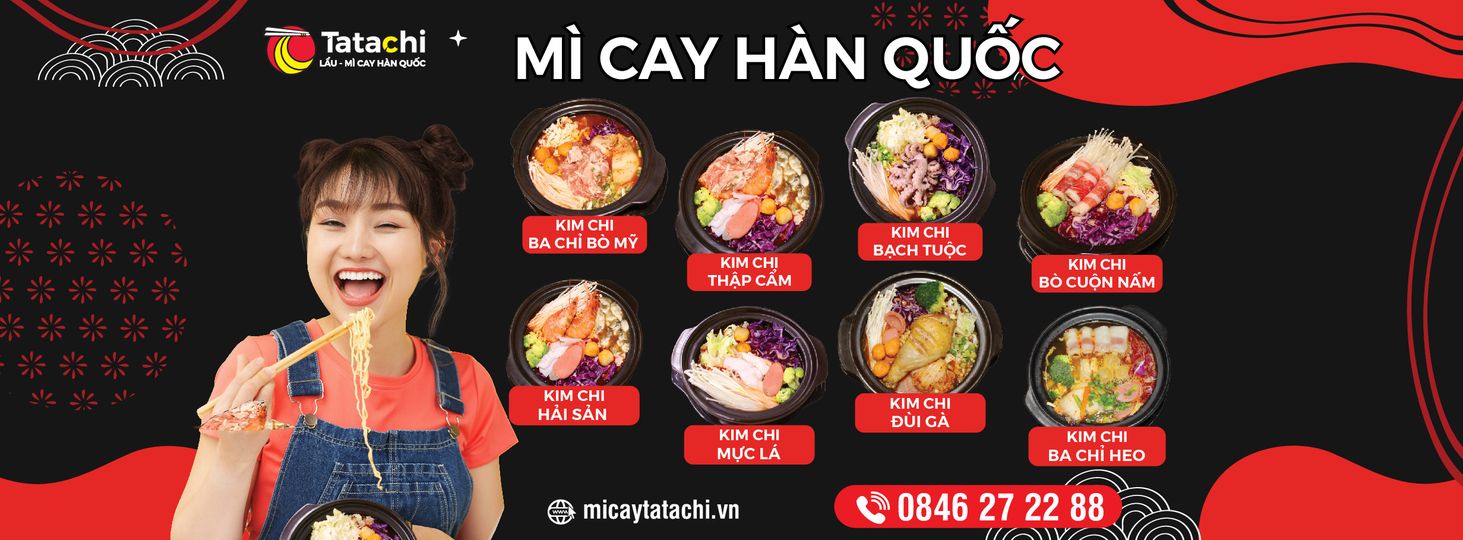 Tatachi
LẨU - MÌ CAY HÀN QUỐC
MÌ CAY HÀN QUỐC
KIM CHI
BA CHỈ BÒ MỸ
KIM CHI
THẬP CẨM
KIM CHI
BẠCH TUỘC
KIM CHI
BÒ CUỘN NẤM
KIM CHI
HẢI SẢN
KIM CHI
MỰC LÁ
KIM CHI
ĐÙI GÀ
KIM CHI
BA CHỈ HEO
micaytatachi.vn
0846 27 22 88